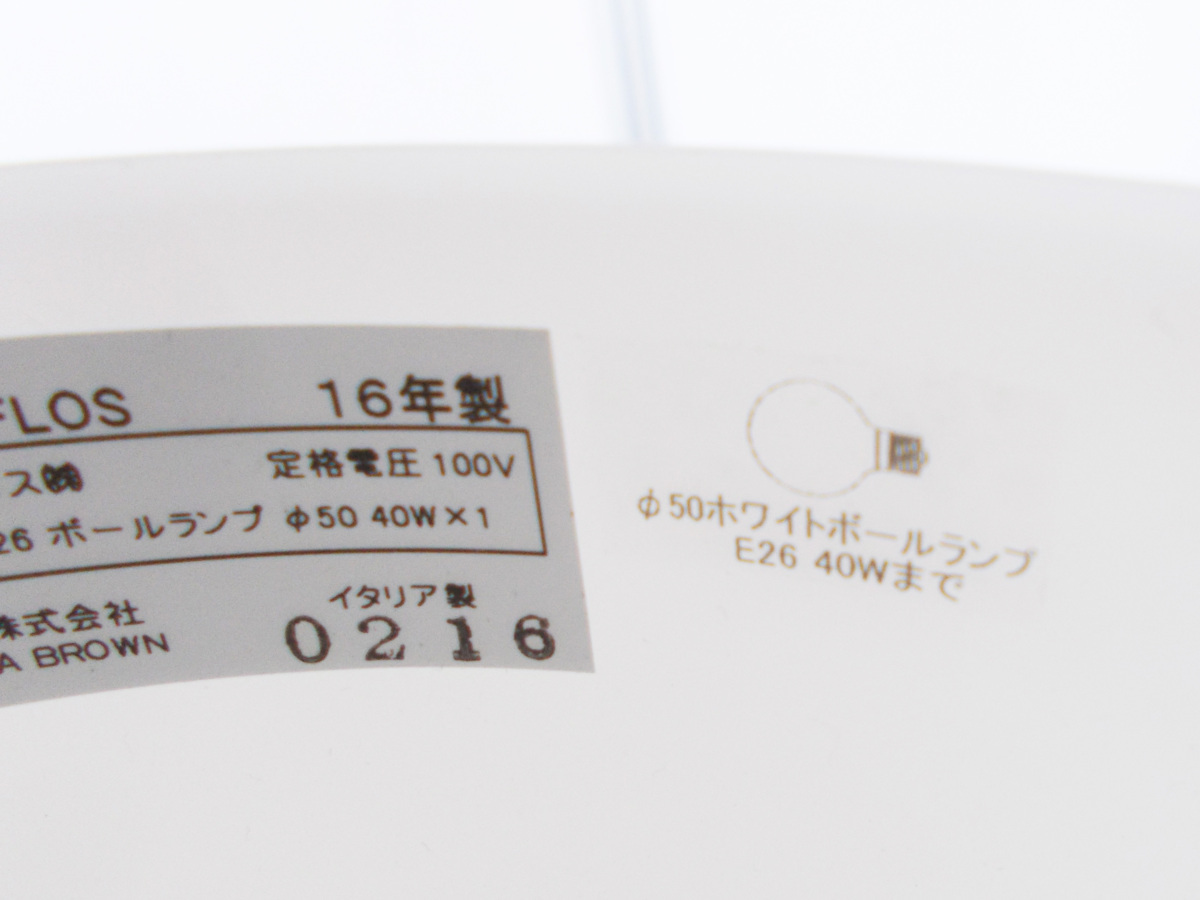 FLOS 16年製
ス㈱ 定格電圧 100V
26 ボールランプ φ50 40W×1
イタリア製
株式会社
A BROWN 0216
φ50ホワイトボールランプ
E26 40Wまで